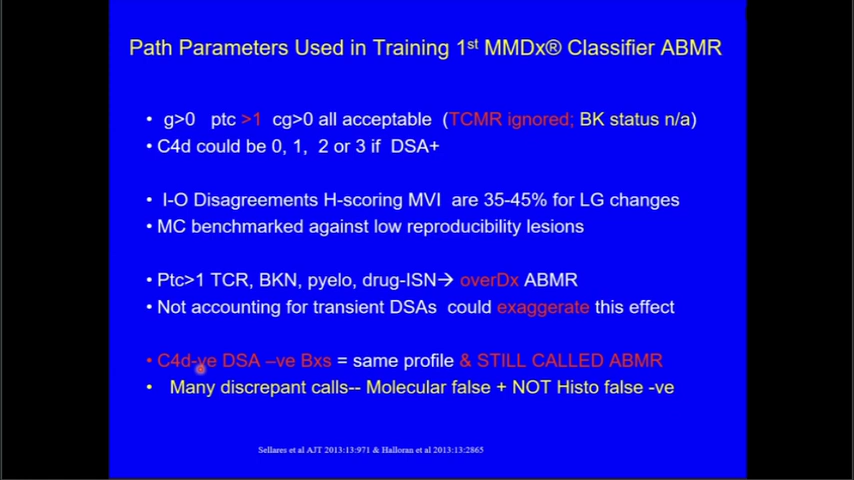 Path Parameters Used in Training 1st MMDx® Classifier ABMR
• g>0 ptc >1 cg>0 all acceptable (TCMR ignored; BK status n/a)
• C4d could be 0, 1, 2 or 3 if DSA+
• I-O Disagreements H-scoring MVI are 35-45% for LG changes
• MC benchmarked against low reproducibility lesions
• Ptc>1 TCR, BKN, pyelo, drug-ISN→ overDx ABMR
• Not accounting for transient DSAs could exaggerate this effect
• C4d-ve DSA –ve Bxs = same profile & STILL CALLED ABMR
• Many discrepant calls-- Molecular false + NOT Histo false -ve
Sellares et al AJT 2013:13:971 & Halloran et al 2013:13:2865